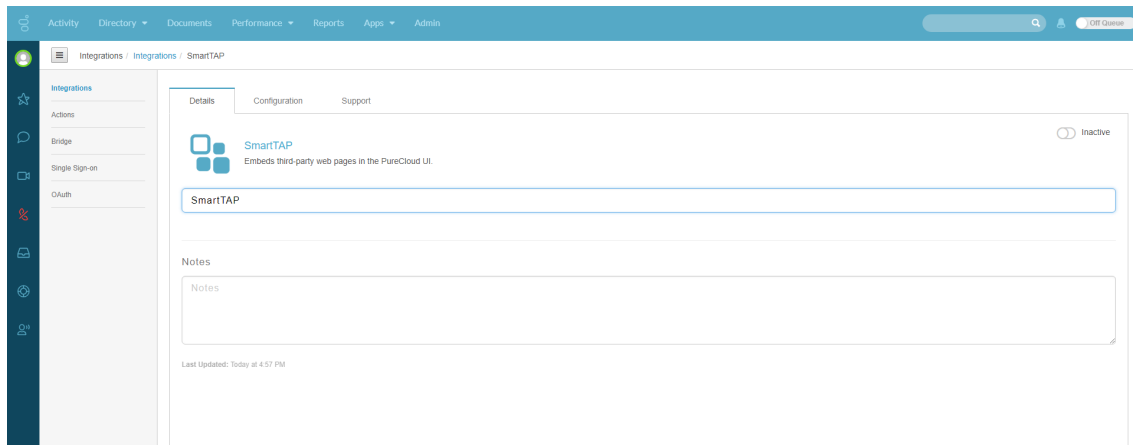 Activity Directory Documents Performance Reports Apps Admin Off Queue
Integrations / Integrations / SmartTAP
Integrations
Actions
Bridge
Single Sign-on
OAuth
Details Configuration Support
SmartTAP
Embeds third-party web pages in the PureCloud UI.
Inactive
SmartTAP
Notes
Notes
Last Updated: Today at 4:57 PM